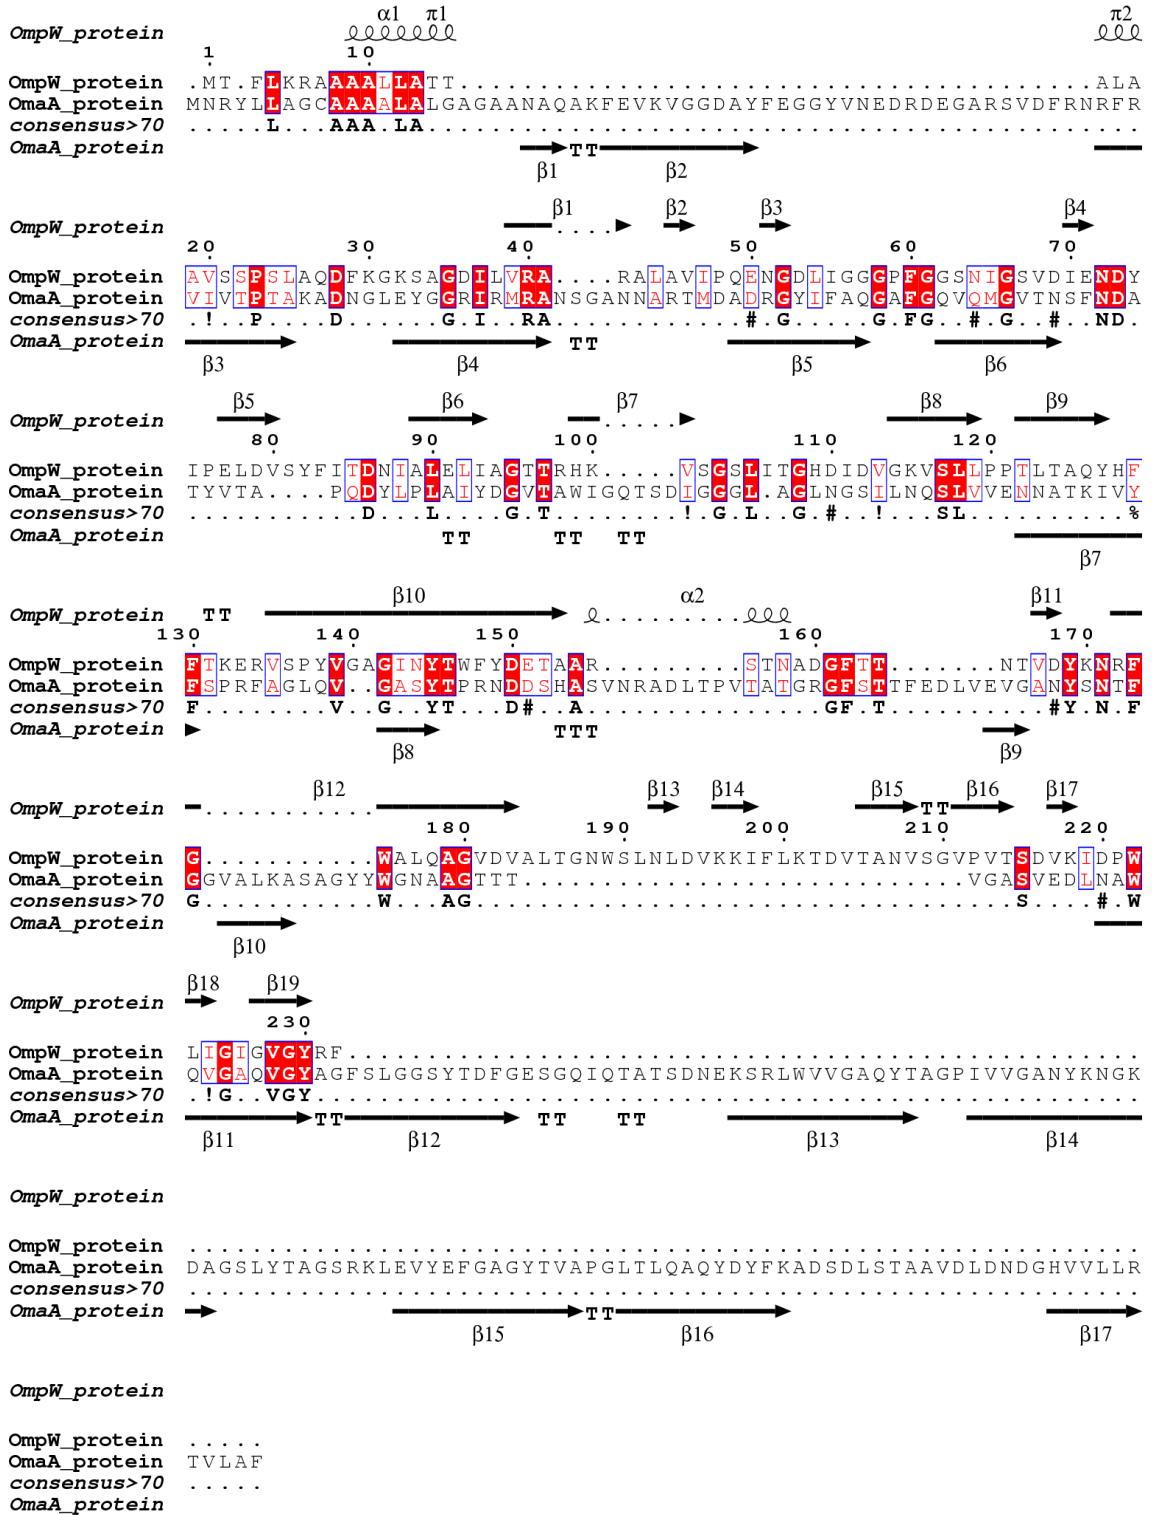 α1 π1 π2
OmpW_protein
1 10
OmpW_protein .MT.FLKRAAAALLATT........................................ALA
OmaA_protein MNRYLLAGCAAAALALGAGAANAQAKFEVKVGGDAYFEGGYVNEDRDEGARSVDFRNRFR
consensus>70 .....L...AAA.LA.............................................
OmaA_protein TT
β1 β2
β1 β2 β3 β4
OmpW_protein ....
20 30 40 50 60 70
OmpW_protein AVSSPSLAQDFKGKSAGDILVRA....RALAVIPQENGDLIGGGPFGGSNIGSVDIENDY
OmaA_protein VIVTPTAKADNGLEYGGRIRMRANSGANNARTMDADRGYIFAQGAFGQVQMGVTNSFNDA
consensus>70 .!..P....D......G.I..RA............#.G.....G.FG..#.G..#..ND.
OmaA_protein TT
β3 β4 β5 β6
β5 β6 β7 β8 β9
OmpW_protein .....
80 90 100 110 120
OmpW_protein IPELDVSYFITDNIALELIAGTTRHK.....VSGSLITGHDIDVGKVSLLPPTLTAQYHF
OmaA_protein TYVTA....PQDYLPLAIYDGVTAWIGQTSDIGGGL.AGLNGSILNQSLVVENNATKIVY
consensus>70 ...........D...L....G.T........!.G.L..G.#..!...SL..........%
OmaA_protein TT TT TT
β7
β10 α2 β11
OmpW_protein TT .........
130 140 150 160 170
OmpW_protein FTKERVSPYVGAGINYTWFYDETAAR.........STNADGFTT.......NTVDYKNRF
OmaA_protein FSPRFAGLQV..GASYTPRNDDSHASVNRADLTPVTATGRGFSTTFEDLVEVGANYSNTF
consensus>70 F........V..G..YT...D#..A...............GF.T..........#Y.N.F
OmaA_protein TTT
β8 β9
β12 β13 β14 β15 β16 β17
OmpW_protein ........... TT
180 190 200 210 220
OmpW_protein G...........WALQAGVDVALTGNWSLNLDVKKIFLKTDVTANVSGVPVTSDVKIDPW
OmaA_protein GGVALKASAGYYWGNAAGTTT............................VGASVEDLNAW
consensus>70 G...........W...AG..................................S....#.W
OmaA_protein
β10
β18 β19
OmpW_protein
230
OmpW_protein LIGIGVGYRF..................................................
OmaA_protein QVGAQVGYAGFSLGGSYTDFGESGQIQTATSDNEKSRLWVVGAQYTAGPIVVGANYKNGK
consensus>70 .!G..VGY....................................................
OmaA_protein TT TT TT
β11 β12 β13 β14
OmpW_protein
OmpW_protein ............................................................
OmaA_protein DAGSLYTAGSRKLEVYEFGAGYTVAPGLTLQAQYDYFKADSDLSTAAVDLDNDGHVVLLR
consensus>70 ............................................................
OmaA_protein TT
β15 β16 β17
OmpW_protein
OmpW_protein .....
OmaA_protein TVLAF
consensus>70 .....
OmaA_protein